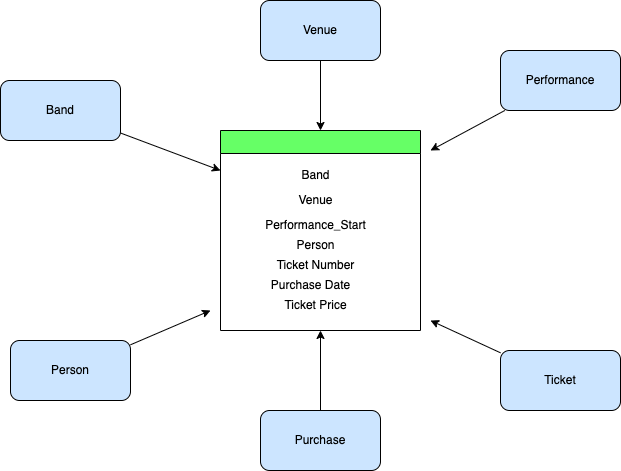 Venue
Performance
Band
Band
Venue
Performance_Start
Person
Ticket Number
Purchase Date
Ticket Price
Person
Ticket
Purchase